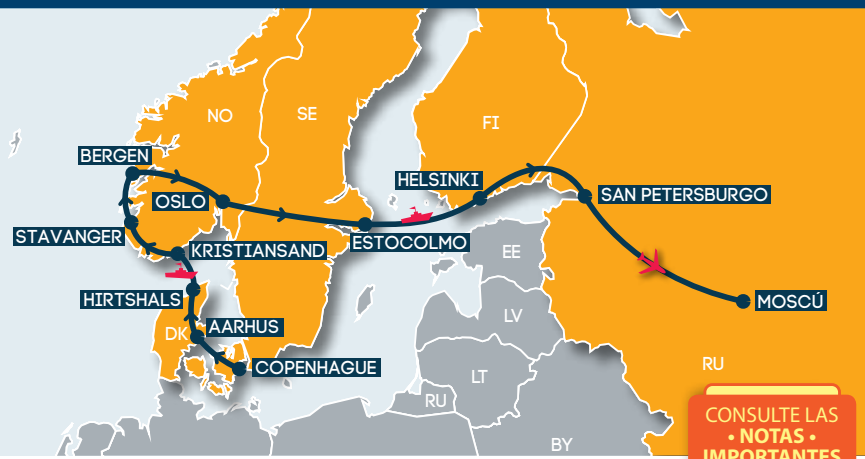 NO
SE
FI
BERGEN
HELSINKI
OSLO
SAN PETERSBURGO
STAVANGER
KRISTIANSAND
ESTOCOLMO
EE
HIRTSHALS
MOSCÚ
LV
DK
AARHUS
COPENHAGUE
LT
RU
RU
BY
CONSULTE LAS
• NOTAS •
IMPORTANTES